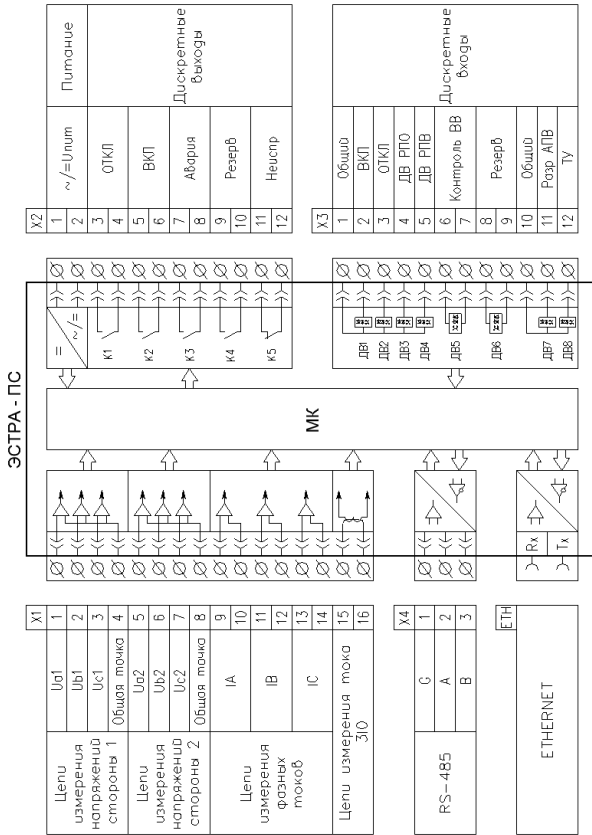 ЭСТРА - ПС
МК
X1
Цепи
измерения
напряжений
стороны 1
Ua1 1
Ub1 2
Uc1 3
Общая точка 4
Цепи
измерения
напряжений
стороны 2
Ua2 5
Ub2 6
Uc2 7
Общая точка 8
Цепи
измерения
фазных
токов
IA 9
10
IB 11
12
IC 13
14
Цепи измерения тока
3I0
15
16
X4
RS-485
G 1
A 2
B 3
ETH
ETHERNET
Rx
Tx
=
~/=
К1
К2
К3
К4
К5
ДВ1
ДВ2
ДВ3
ДВ4
ДВ5
ДВ6
ДВ7
ДВ8
X2
1 ~/=Uпит Питание
2
3 ОТКЛ
4
5 ВКЛ
6
7 Авария
8
9 Резерв
10
11 Неиспр
12
Дискретные
выходы
X3
1 Общий
2 ВКЛ
3 ОТКЛ
4 ДВ РПО
5 ДВ РПВ
6 Контроль ВВ
7
8 Резерв
9
10 Общий
11 Разр АПВ
12 ТУ
Дискретные
входы